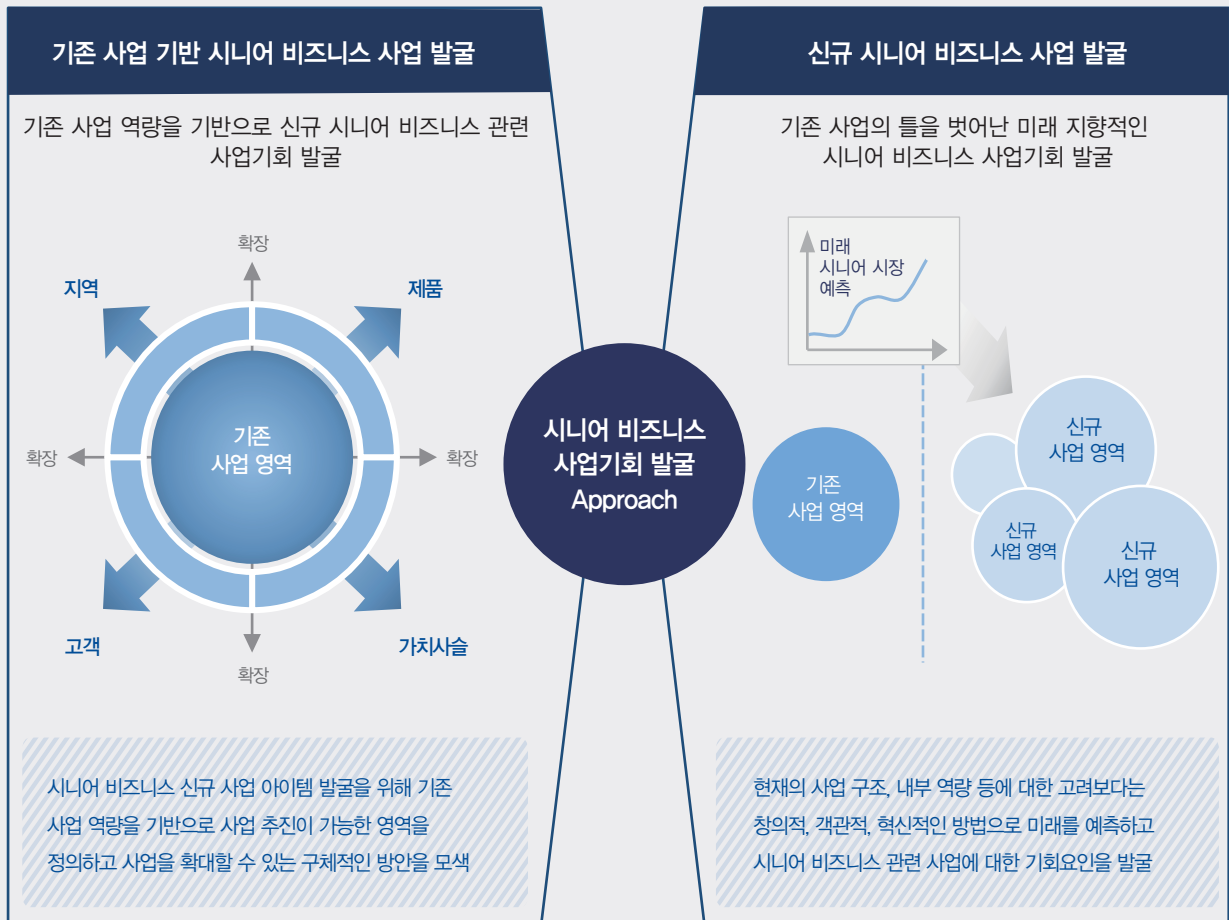 기존 사업 기반 시니어 비즈니스 사업 발굴
기존 사업 역량을 기반으로 신규 시니어 비즈니스 관련
사업기회 발굴
확장
지역
제품
기존
사업 영역
확장
확장
고객
가치사슬
확장
시니어 비즈니스 신규 사업 아이템 발굴을 위해 기존
사업 역량을 기반으로 사업 추진이 가능한 영역을
정의하고 사업을 확대할 수 있는 구체적인 방안을 모색
시니어 비즈니스
사업기회 발굴
Approach
신규 시니어 비즈니스 사업 발굴
기존 사업의 틀을 벗어난 미래 지향적인
시니어 비즈니스 사업기회 발굴
미래
시니어 시장
예측
기존
사업 영역
신규
사업 영역
신규
사업 영역
신규
사업 영역
현재의 사업 구조, 내부 역량 등에 대한 고려보다는
창의적, 객관적, 혁신적인 방법으로 미래를 예측하고
시니어 비즈니스 관련 사업에 대한 기회요인을 발굴